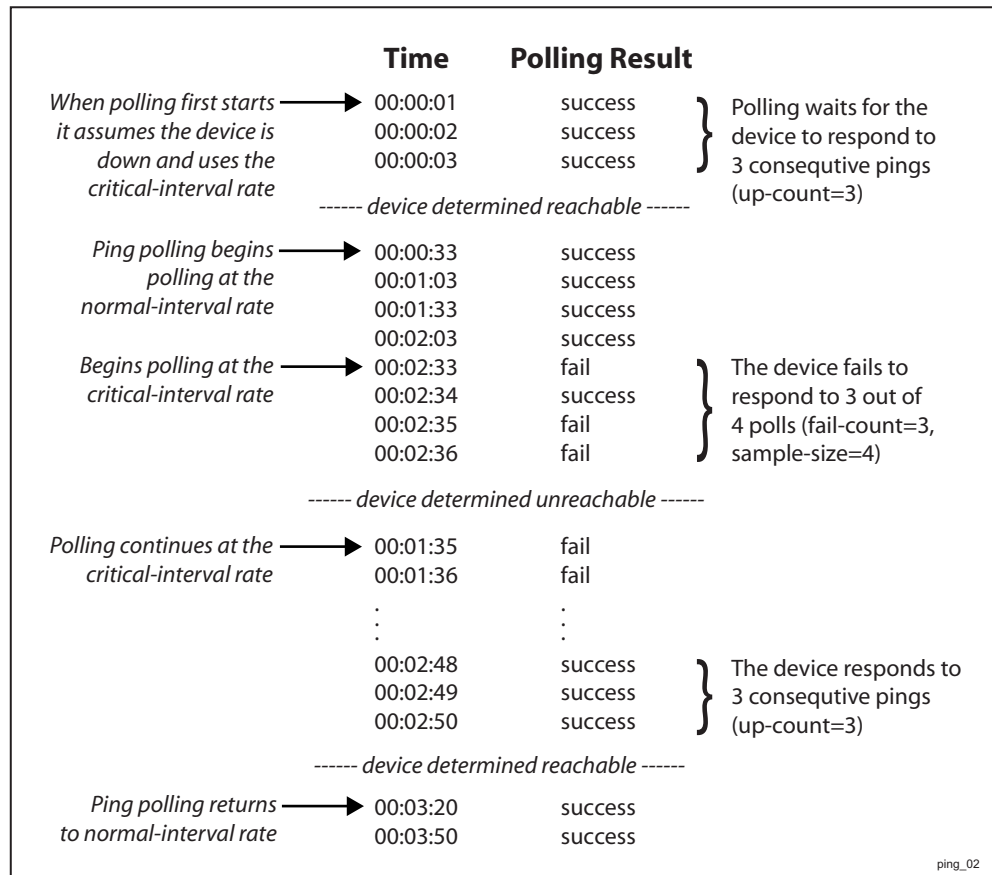 Time Polling Result
When polling first starts 00:00:01 success Polling waits for the
it assumes the device is 00:00:02 success device to respond to
down and uses the 00:00:03 success 3 consequtive pings
critical-interval rate (up-count=3)
------ device determined reachable ------
Ping polling begins 00:00:33 success
polling at the 00:01:03 success
normal-interval rate 00:01:33 success
00:02:03 success
Begins polling at the 00:02:33 fail The device fails to
critical-interval rate 00:02:34 success respond to 3 out of
00:02:35 fail 4 polls (fail-count=3,
00:02:36 fail sample-size=4)
------ device determined unreachable ------
Polling continues at the 00:01:35 fail
critical-interval rate 00:01:36 fail
. .
. .
. .
00:02:48 success The device responds to
00:02:49 success 3 consequtive pings
00:02:50 success (up-count=3)
------ device determined reachable ------
Ping polling returns 00:03:20 success
to normal-interval rate 00:03:50 success
ping_02